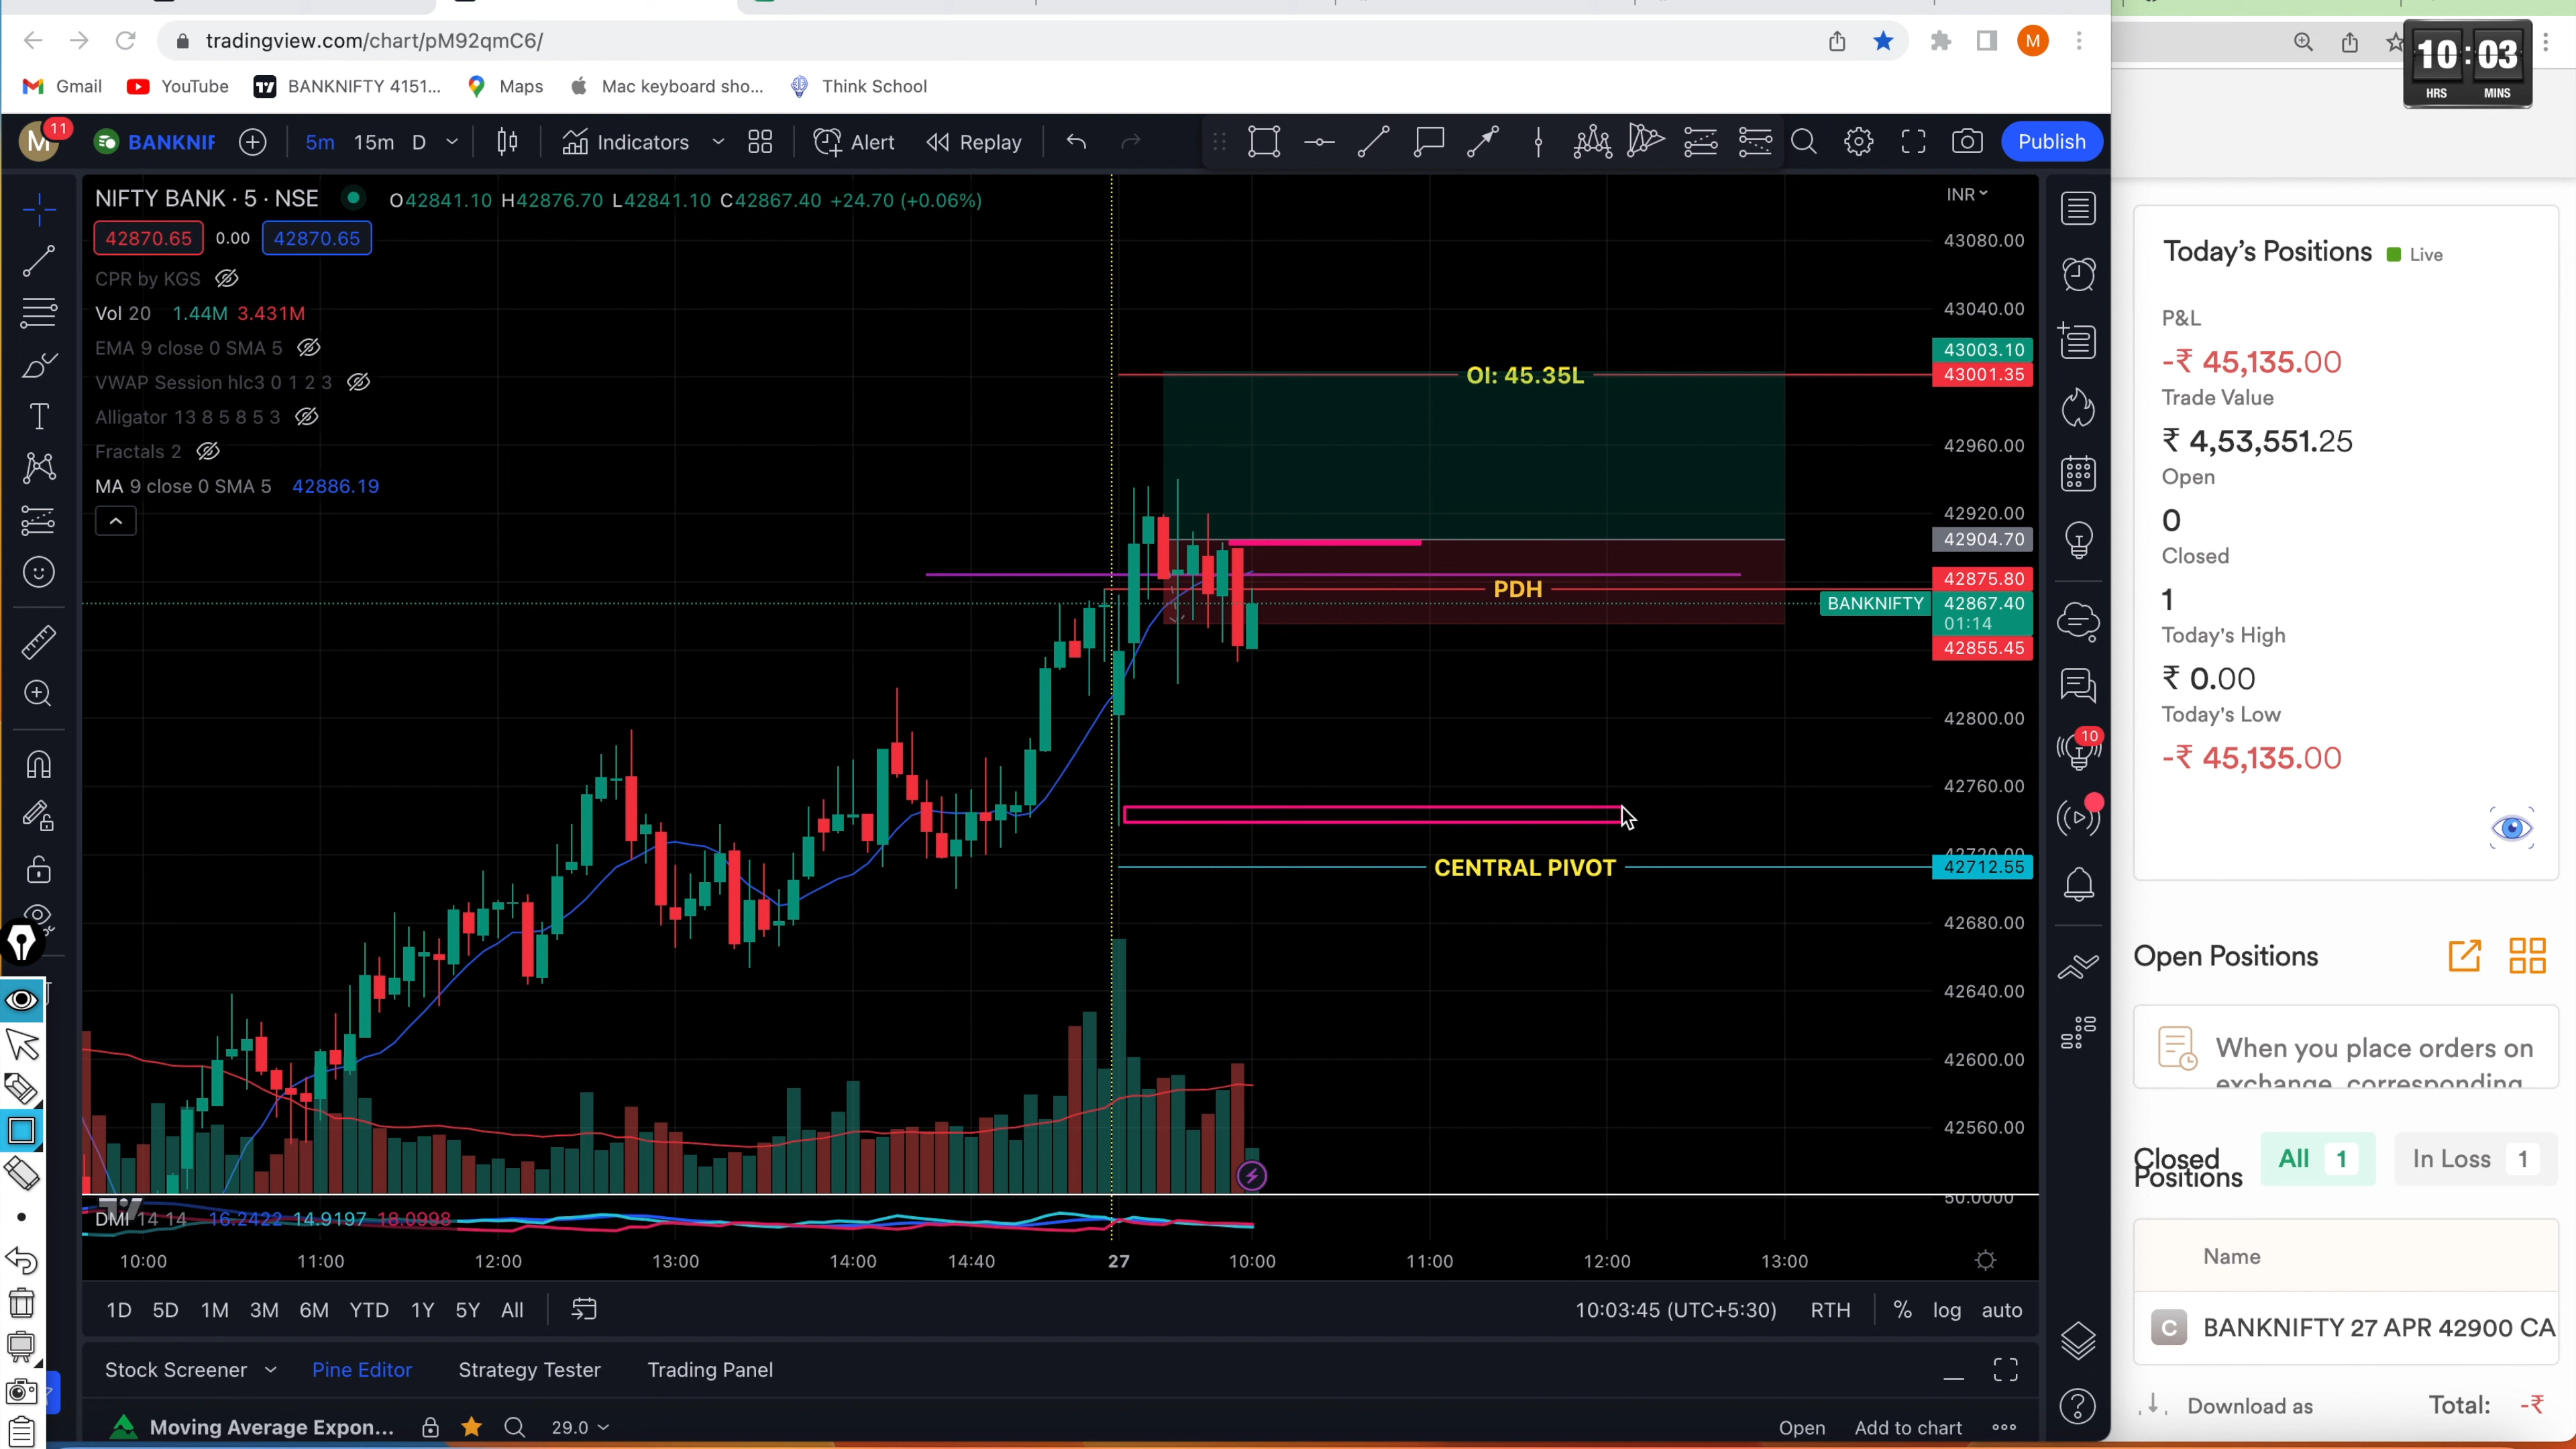 tradingview.com/chart/pM92qmC6/
M
10:03
HRS MINS
Gmail YouTube BANKNIFTY 4151... Maps Mac keyboard sho... Think School
M 11 BANKNIF 5m 15m D Indicators Alert Replay Publish
NIFTY BANK · 5 · NSE O42841.10 H42876.70 L42841.10 C42867.40 +24.70 (+0.06%)
INR
42870.65 0.00 42870.65
CPR by KGS
Vol 20 1.44M 3.431M
EMA 9 close 0 SMA 5
VWAP Session hlc3 0 1 2 3
Alligator 13 8 5 8 5 3
Fractals 2
MA 9 close 0 SMA 5 42886.19
43080.00
43040.00
43003.10
OI: 45.35L 43001.35
42960.00
42920.00
42904.70
42875.80
PDH
BANKNIFTY 42867.40
01:14
42855.45
42800.00
42760.00
42720.00
CENTRAL PIVOT 42712.55
42680.00
42640.00
42600.00
42560.00
50.0000
DMI 14 14 16.2422 14.9197 18.0998
10:00 11:00 12:00 13:00 14:00 14:40 27 10:00 11:00 12:00 13:00
1D 5D 1M 3M 6M YTD 1Y 5Y All 10:03:45 (UTC+5:30) RTH % log auto
Stock Screener Pine Editor Strategy Tester Trading Panel
Moving Average Expon... 29.0 Open Add to chart
10
Today's Positions Live
P&L
-₹ 45,135.00
Trade Value
₹ 4,53,551.25
Open
0
Closed
1
Today's High
₹ 0.00
Today's Low
-₹ 45,135.00
Open Positions
When you place orders on
exchange, corresponding
Closed Positions All 1 In Loss 1
Name
C BANKNIFTY 27 APR 42900 CA
Download as Total: -₹